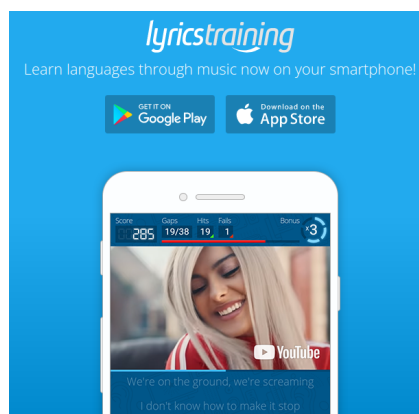 lyricstraining
Learn languages through music now on your smartphone!
GET IT ON
Google Play
Download on the
App Store
Score
285
Gaps
19/38
Hits
19
Fails
1
Bonus
x3
YouTube
We're on the ground, we're screaming
I don't know how to make it stop